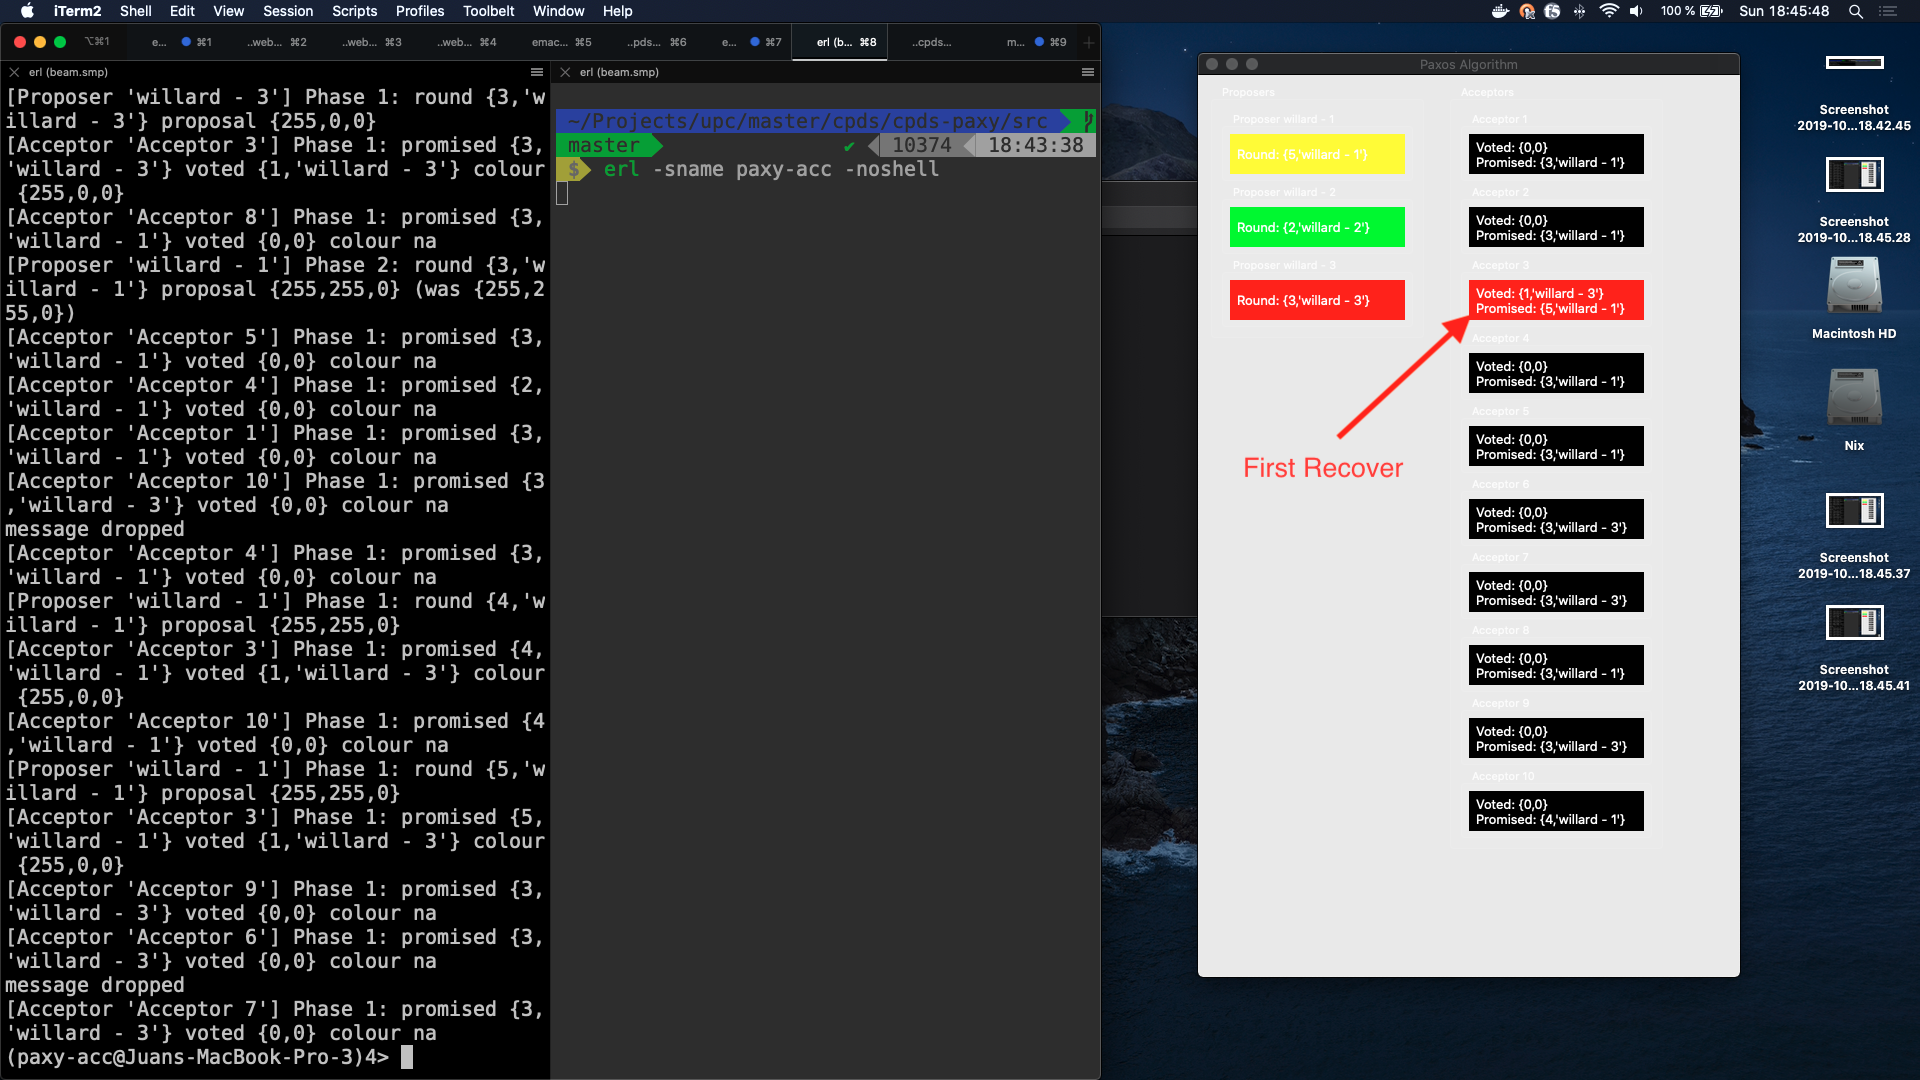 iTerm2 Shell Edit View Session Scripts Profiles Toolbelt Window Help
100 % Sun 18:45:48
⌥⌘1 e... ⌘1 ..web... ⌘2 ..web... ⌘3 ..web... ⌘4 emac... ⌘5 ..pds... ⌘6 e... ⌘7 erl (b... ⌘8 ..cpds... m... ⌘9
erl (beam.smp)
[Proposer 'willard - 3'] Phase 1: round {3,'w
illard - 3'} proposal {255,0,0}
[Acceptor 'Acceptor 3'] Phase 1: promised {3,
'willard - 3'} voted {1,'willard - 3'} colour
{255,0,0}
[Acceptor 'Acceptor 8'] Phase 1: promised {3,
'willard - 1'} voted {0,0} colour na
[Proposer 'willard - 1'] Phase 2: round {3,'w
illard - 1'} proposal {255,255,0} (was {255,2
55,0})
[Acceptor 'Acceptor 5'] Phase 1: promised {3,
'willard - 1'} voted {0,0} colour na
[Acceptor 'Acceptor 4'] Phase 1: promised {2,
'willard - 1'} voted {0,0} colour na
[Acceptor 'Acceptor 1'] Phase 1: promised {3,
'willard - 1'} voted {0,0} colour na
[Acceptor 'Acceptor 10'] Phase 1: promised {3
,'willard - 3'} voted {0,0} colour na
message dropped
[Acceptor 'Acceptor 4'] Phase 1: promised {3,
'willard - 1'} voted {0,0} colour na
[Proposer 'willard - 1'] Phase 1: round {4,'w
illard - 1'} proposal {255,255,0}
[Acceptor 'Acceptor 3'] Phase 1: promised {4,
'willard - 1'} voted {1,'willard - 3'} colour
{255,0,0}
[Acceptor 'Acceptor 10'] Phase 1: promised {4
,'willard - 1'} voted {0,0} colour na
[Proposer 'willard - 1'] Phase 1: round {5,'w
illard - 1'} proposal {255,255,0}
[Acceptor 'Acceptor 3'] Phase 1: promised {5,
'willard - 1'} voted {1,'willard - 3'} colour
{255,0,0}
[Acceptor 'Acceptor 9'] Phase 1: promised {3,
'willard - 3'} voted {0,0} colour na
[Acceptor 'Acceptor 6'] Phase 1: promised {3,
'willard - 3'} voted {0,0} colour na
message dropped
[Acceptor 'Acceptor 7'] Phase 1: promised {3,
'willard - 3'} voted {0,0} colour na
(paxy-acc@Juans-MacBook-Pro-3)4>
erl (beam.smp)
~/Projects/upc/master/cpds/cpds-paxy/src
master ✔ 10374 18:43:38
$ erl -sname paxy-acc -noshell
Paxos Algorithm
Proposers
Proposer willard - 1
Round: {5,'willard - 1'}
Proposer willard - 2
Round: {2,'willard - 2'}
Proposer willard - 3
Round: {3,'willard - 3'}
First Recover
Acceptors
Acceptor 1
Voted: {0,0}
Promised: {3,'willard - 1'}
Acceptor 2
Voted: {0,0}
Promised: {3,'willard - 1'}
Acceptor 3
Voted: {1,'willard - 3'}
Promised: {5,'willard - 1'}
Acceptor 4
Voted: {0,0}
Promised: {3,'willard - 1'}
Acceptor 5
Voted: {0,0}
Promised: {3,'willard - 1'}
Acceptor 6
Voted: {0,0}
Promised: {3,'willard - 3'}
Acceptor 7
Voted: {0,0}
Promised: {3,'willard - 3'}
Acceptor 8
Voted: {0,0}
Promised: {3,'willard - 1'}
Acceptor 9
Voted: {0,0}
Promised: {3,'willard - 3'}
Acceptor 10
Voted: {0,0}
Promised: {4,'willard - 1'}
Screenshot
2019-10...18.42.45
Screenshot
2019-10...18.45.28
Macintosh HD
Nix
Screenshot
2019-10...18.45.37
Screenshot
2019-10...18.45.41